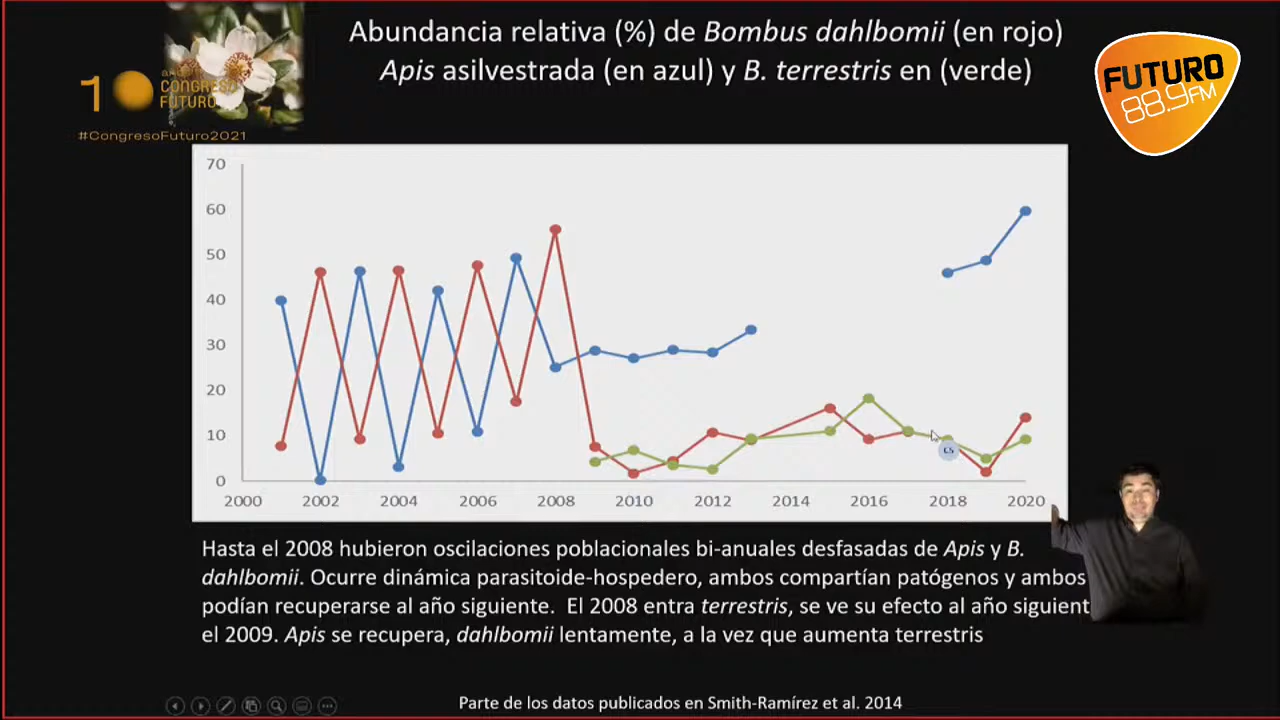 Abundancia relativa (%) de Bombus dahlbomii (en rojo)
Apis asilvestrada (en azul) y B. terrestris en (verde)
10
CONGRESO
FUTURO
#CongresoFuturo2021
FUTURO
88.9FM
70
60
50
40
30
20
10
0
2000 2002 2004 2006 2008 2010 2012 2014 2016 2018 2020
CS
Hasta el 2008 hubieron oscilaciones poblacionales bi-anuales desfasadas de Apis y B.
dahlbomii. Ocurre dinámica parasitoide-hospedero, ambos compartían patógenos y ambos
podían recuperarse al año siguiente. El 2008 entra terrestris, se ve su efecto al año siguient
el 2009. Apis se recupera, dahlbomii lentamente, a la vez que aumenta terrestris
Parte de los datos publicados en Smith-Ramírez et al. 2014